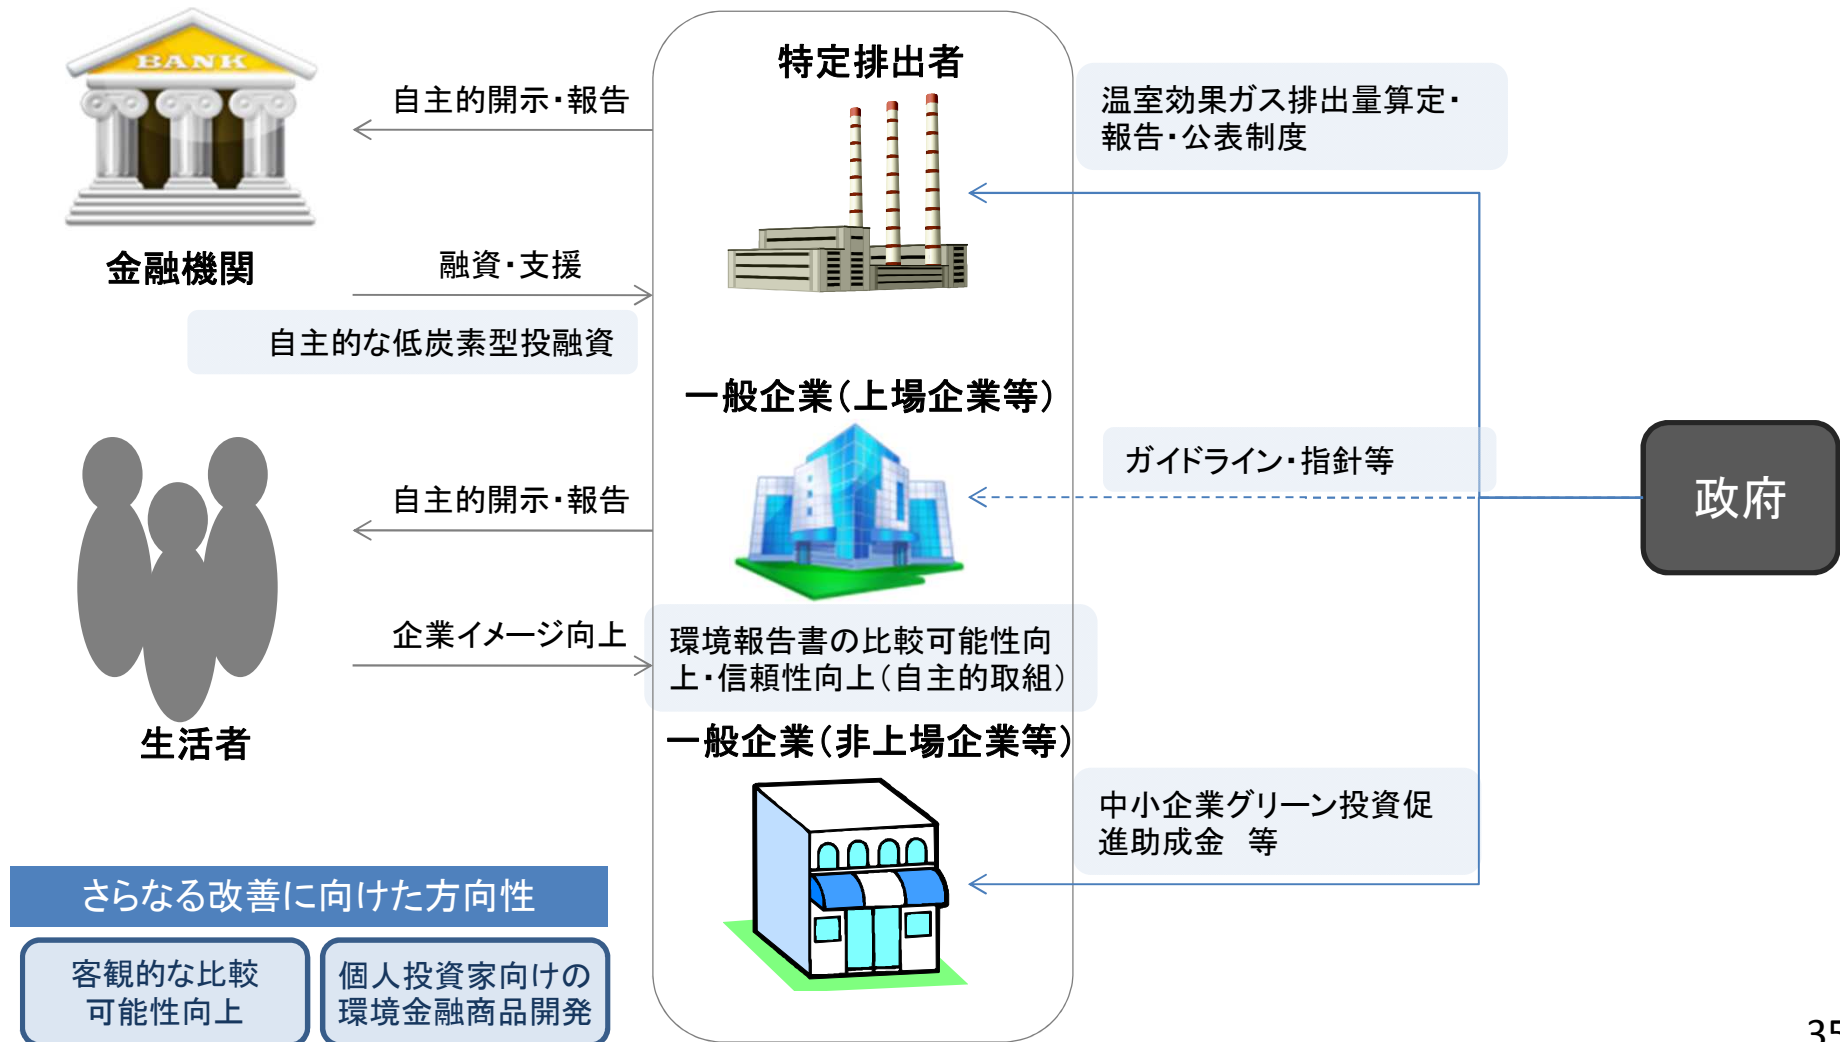 BANK
金融機関
自主的開示・報告
融資・支援
自主的な低炭素型投融資
特定排出者
温室効果ガス排出量算定・
報告・公表制度
一般企業（上場企業等）
ガイドライン・指針等
政府
自主的開示・報告
企業イメージ向上
環境報告書の比較可能性向
上・信頼性向上（自主的取組）
生活者
一般企業（非上場企業等）
中小企業グリーン投資促
進助成金　等
さらなる改善に向けた方向性
客観的な比較
可能性向上
個人投資家向けの
環境金融商品開発
35